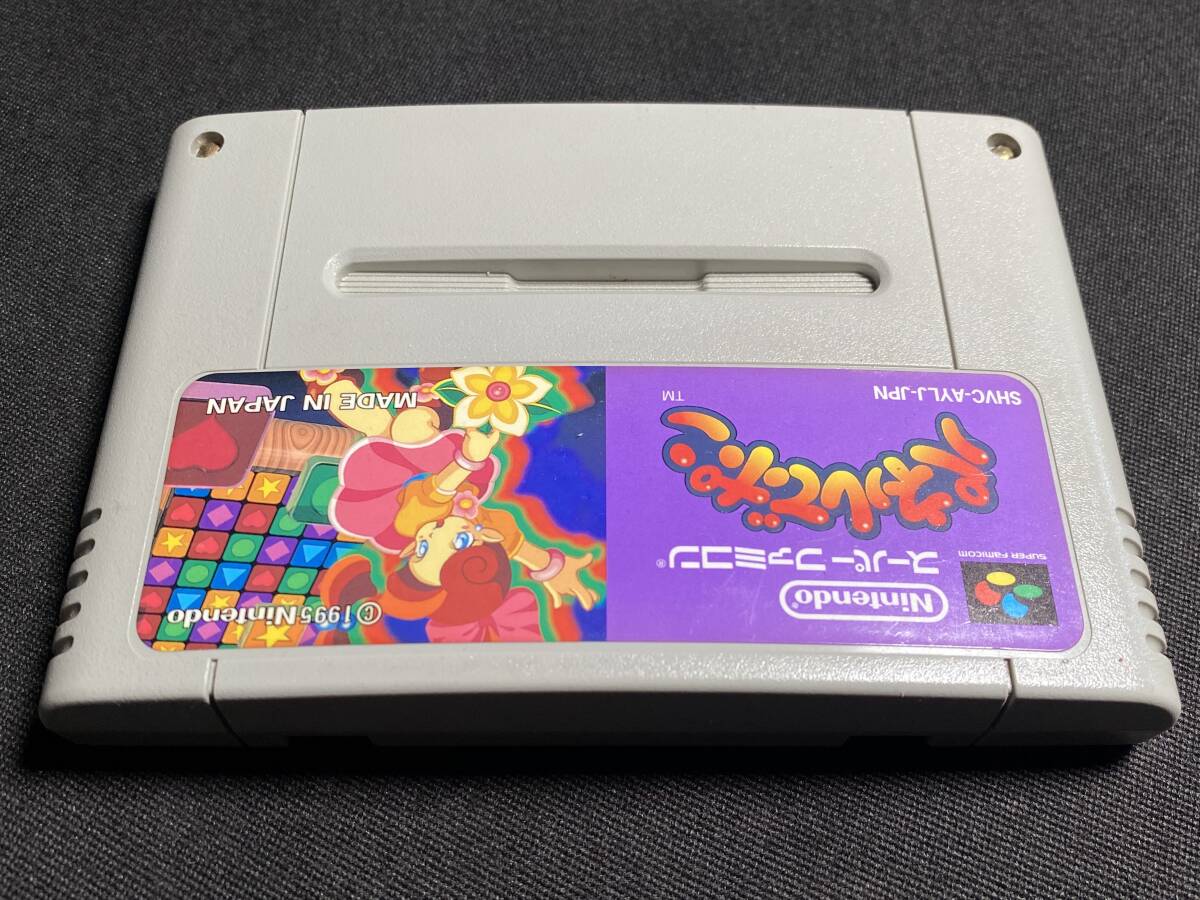 Nintendo
SUPER FAMICOM
スーパーファミコン®
パネルでポン
TM
SHVC-AYLJ-JPN
©1995 Nintendo
MADE IN JAPAN